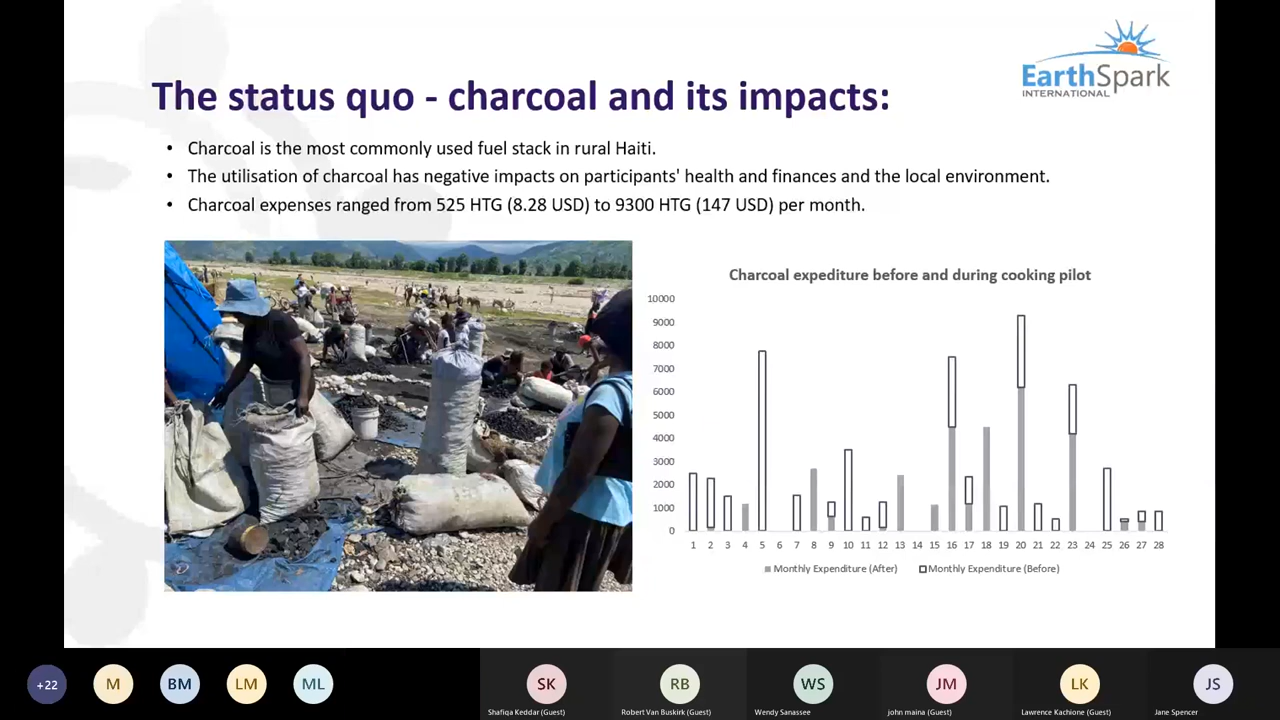 EarthSpark
INTERNATIONAL
The status quo - charcoal and its impacts:
• Charcoal is the most commonly used fuel stack in rural Haiti.
• The utilisation of charcoal has negative impacts on participants' health and finances and the local environment.
• Charcoal expenses ranged from 525 HTG (8.28 USD) to 9300 HTG (147 USD) per month.
Charcoal expediture before and during cooking pilot
10000
9000
8000
7000
6000
5000
4000
3000
2000
1000
0
1 2 3 4 5 6 7 8 9 10 11 12 13 14 15 16 17 18 19 20 21 22 23 24 25 26 27 28
Monthly Expenditure (After) Monthly Expenditure (Before)
+22 M BM LM ML SK RB WS JM LK JS
Shafiqa Keddar (Guest) Robert Van Buskirk (Guest) Wendy Sanassee john maina (Guest) Lawrence Kachione (Guest) Jane Spencer